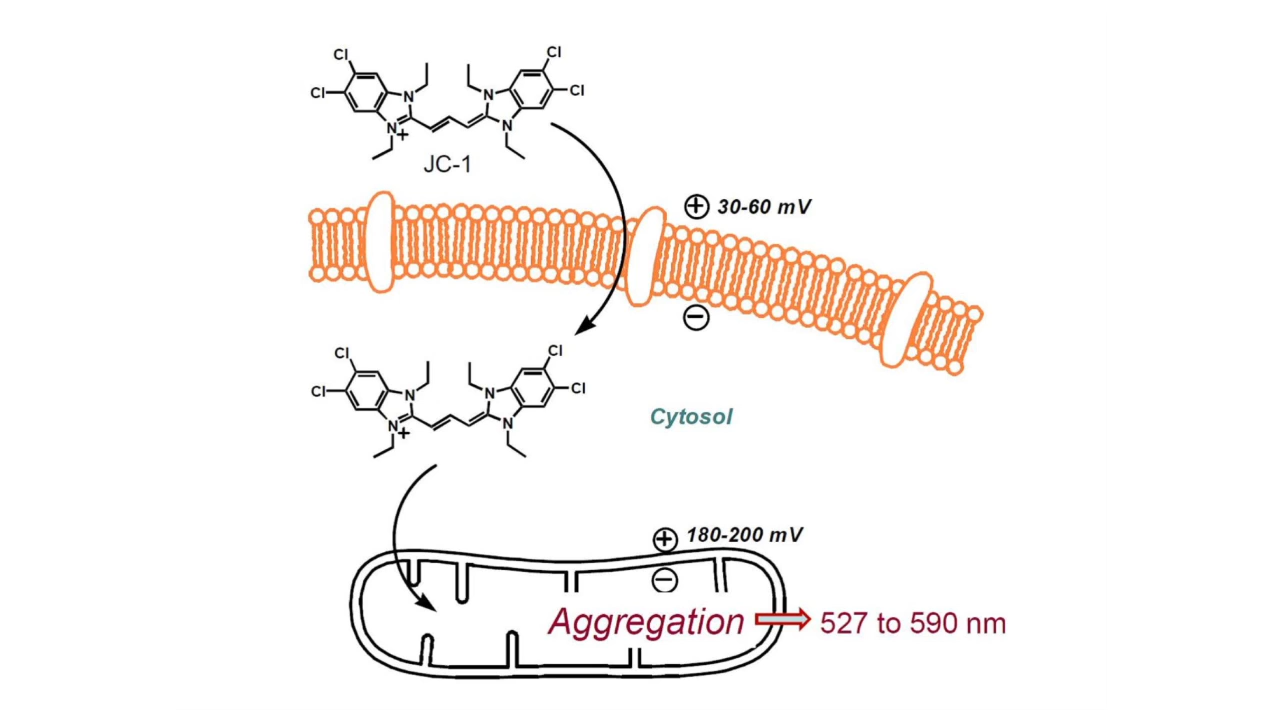 Cl
Cl
Cl
Cl
N
N
N
N
+
JC-1
+ 30-60 mV
−
Cl
Cl
Cl
Cl
N
N
N
N
+
Cytosol
+ 180-200 mV
−
Aggregation 527 to 590 nm